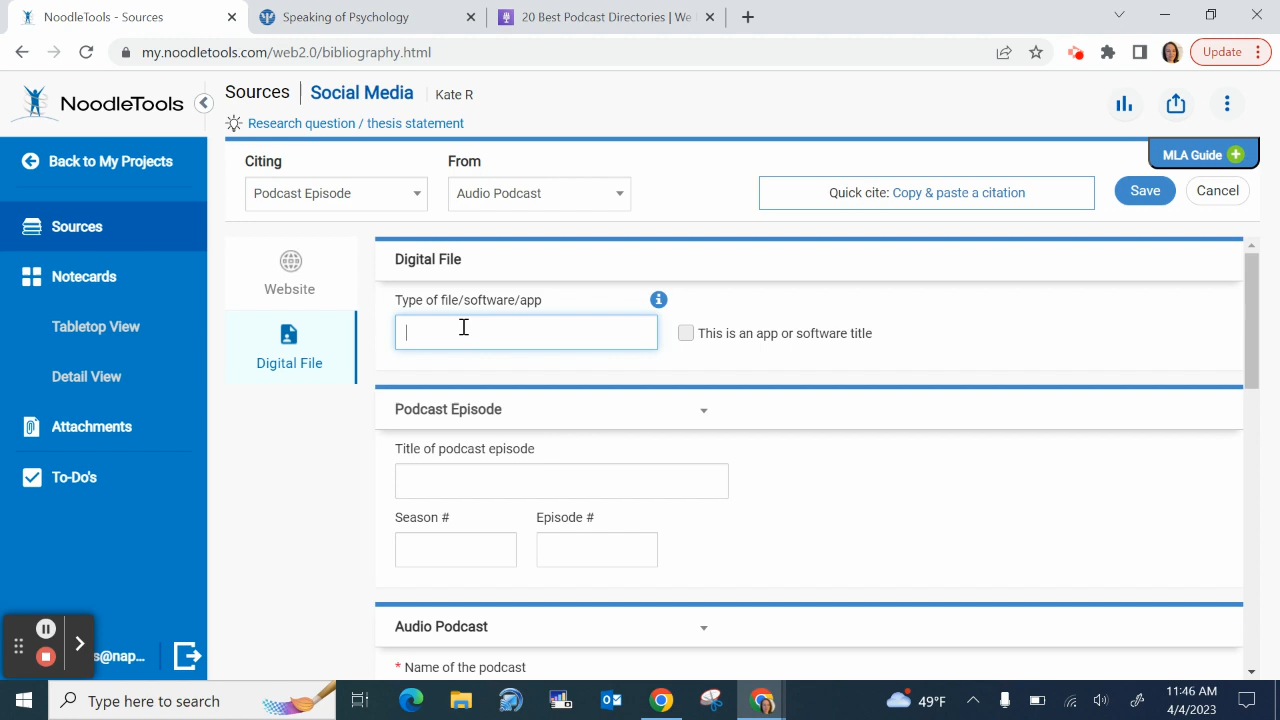 NoodleTools - Sources
Speaking of Psychology
20 Best Podcast Directories | We
my.noodletools.com/web2.0/bibliography.html
Update
NoodleTools
Sources | Social Media Kate R
Research question / thesis statement
MLA Guide
Back to My Projects
Citing
From
Podcast Episode
Audio Podcast
Quick cite: Copy & paste a citation
Save
Cancel
Sources
Notecards
Tabletop View
Detail View
Attachments
To-Do's
s@nap...
Website
Digital File
Digital File
Type of file/software/app
This is an app or software title
Podcast Episode
Title of podcast episode
Season #
Episode #
Audio Podcast
* Name of the podcast
Type here to search
49°F
11:46 AM
4/4/2023